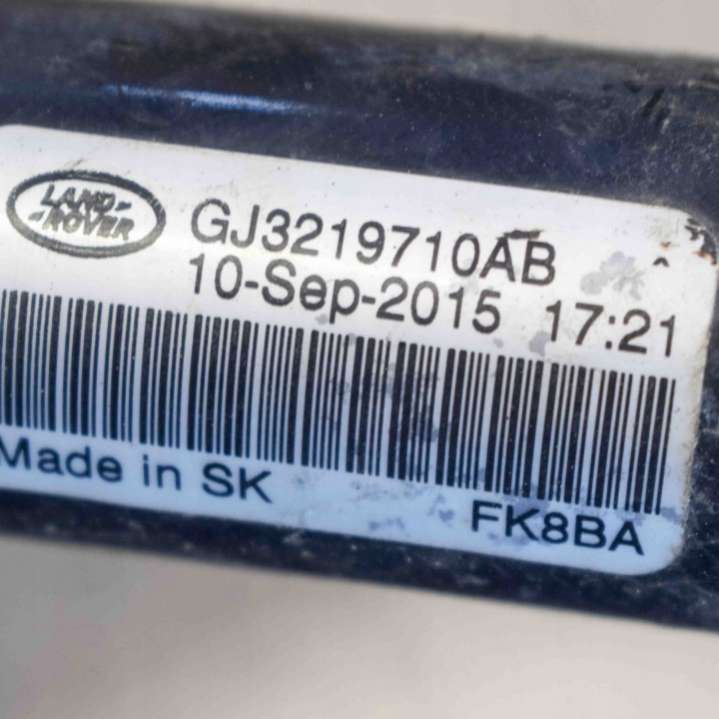 LAND-
-ROVER
GJ3219710AB
10-Sep-2015 17:21
Made in SK
FK8BA